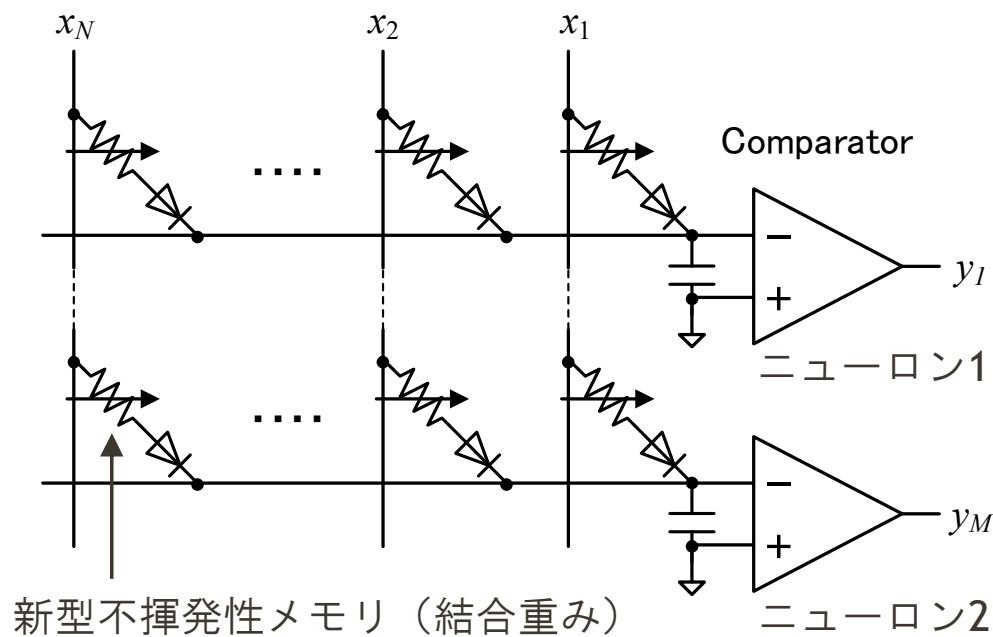 x_N x_2 x_1
Comparator
....
−
y_1
+
ニューロン1
....
−
y_M
+
新型不揮発性メモリ（結合重み） ニューロン2